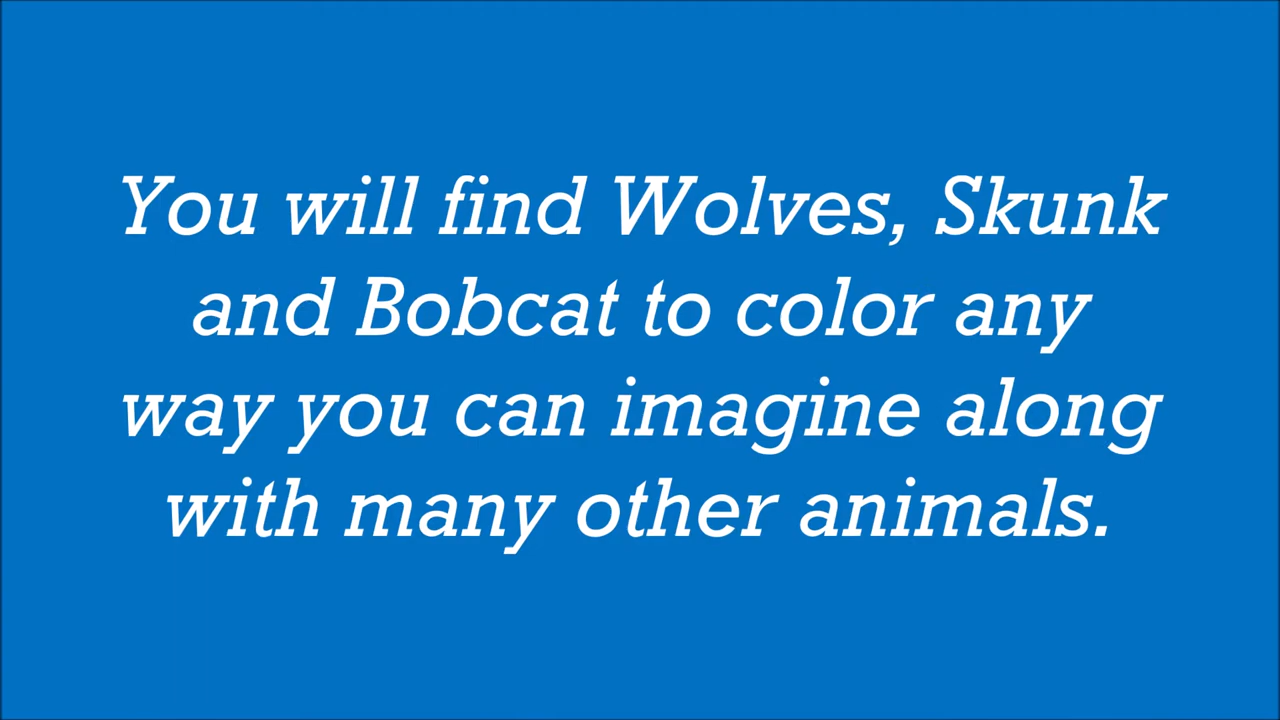 You will find Wolves, Skunk
and Bobcat to color any
way you can imagine along
with many other animals.